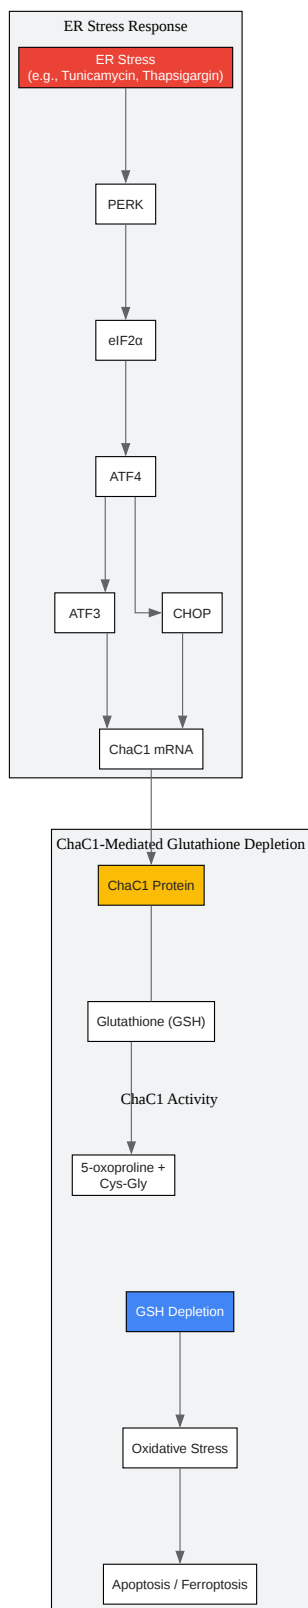 ER Stress Response
ER Stress
(e.g., Tunicamycin, Thapsigargin)
PERK
eIF2α
ATF4
ATF3
CHOP
ChaC1 mRNA
ChaC1-Mediated Glutathione Depletion
ChaC1 Protein
Glutathione (GSH)
ChaC1 Activity
5-oxoproline +
Cys-Gly
GSH Depletion
Oxidative Stress
Apoptosis / Ferroptosis